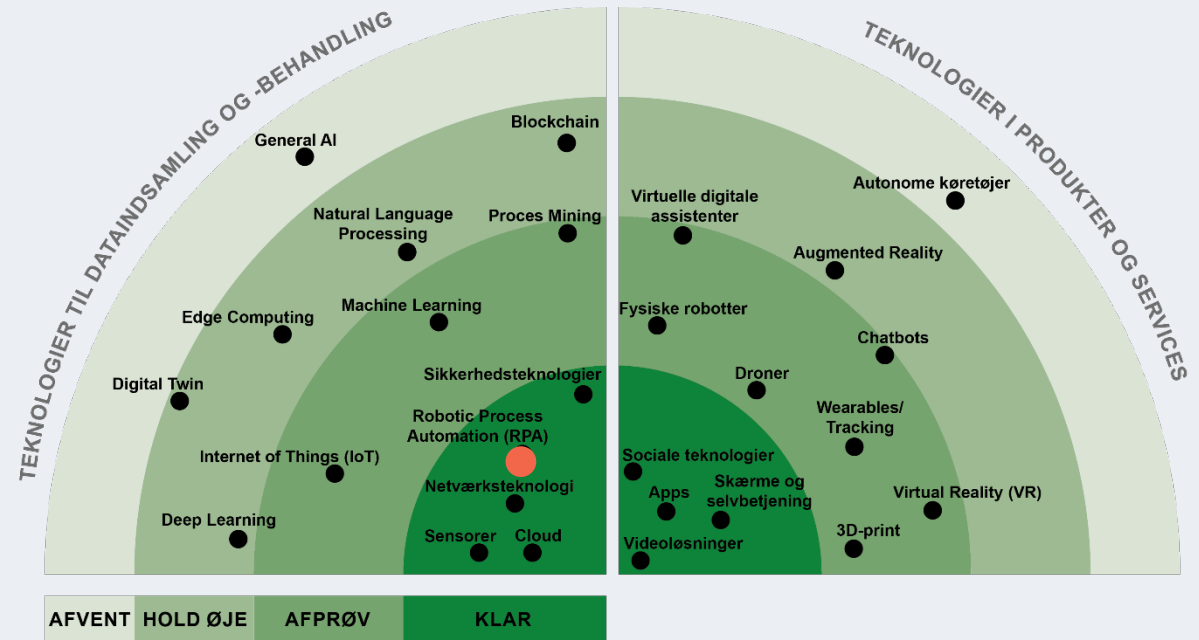 TEKNOLOGIER TIL DATAINDSAMLING OG -BEHANDLING
General AI
Blockchain
Natural Language
Processing
Proces Mining
Edge Computing
Machine Learning
Digital Twin
Sikkerhedsteknologier
Robotic Process
Automation (RPA)
Internet of Things (IoT)
Netværksteknologi
Deep Learning
Sensorer
Cloud
TEKNOLOGIER I PRODUKTER OG SERVICES
Autonome køretøjer
Virtuelle digitale
assistenter
Augmented Reality
Fysiske robotter
Chatbots
Droner
Wearables/
Tracking
Sociale teknologier
Apps
Skærme og
selvbetjening
Virtual Reality (VR)
3D-print
Videoløsninger
AFVENT
HOLD ØJE
AFPRØV
KLAR